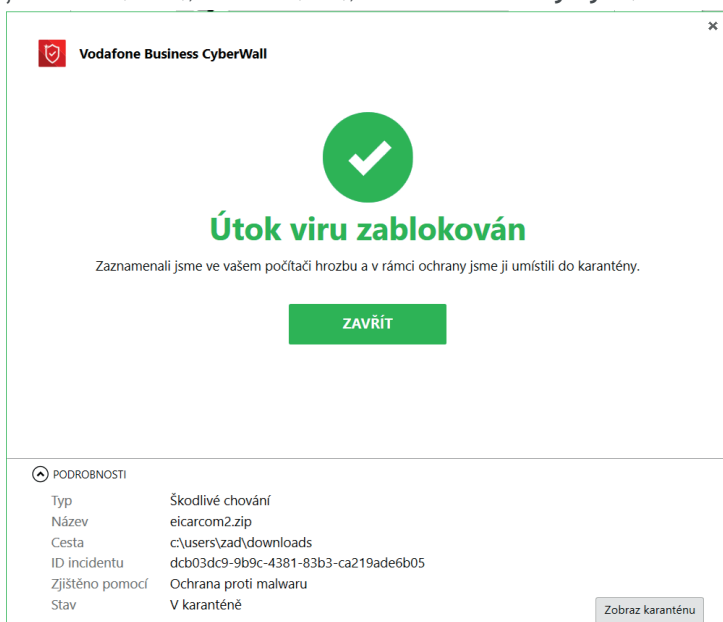 Vodafone Business CyberWall
Útok viru zablokován
Zaznamenali jsme ve vašem počítači hrozbu a v rámci ochrany jsme ji umístili do karantény.
ZAVŘÍT
PODROBNOSTI
Typ Škodlivé chování
Název eicarcom2.zip
Cesta c:\users\zad\downloads
ID incidentu dcb03dc9-9b9c-4381-83b3-ca219ade6b05
Zjištěno pomocí Ochrana proti malwaru
Stav V karanténě
Zobraz karanténu